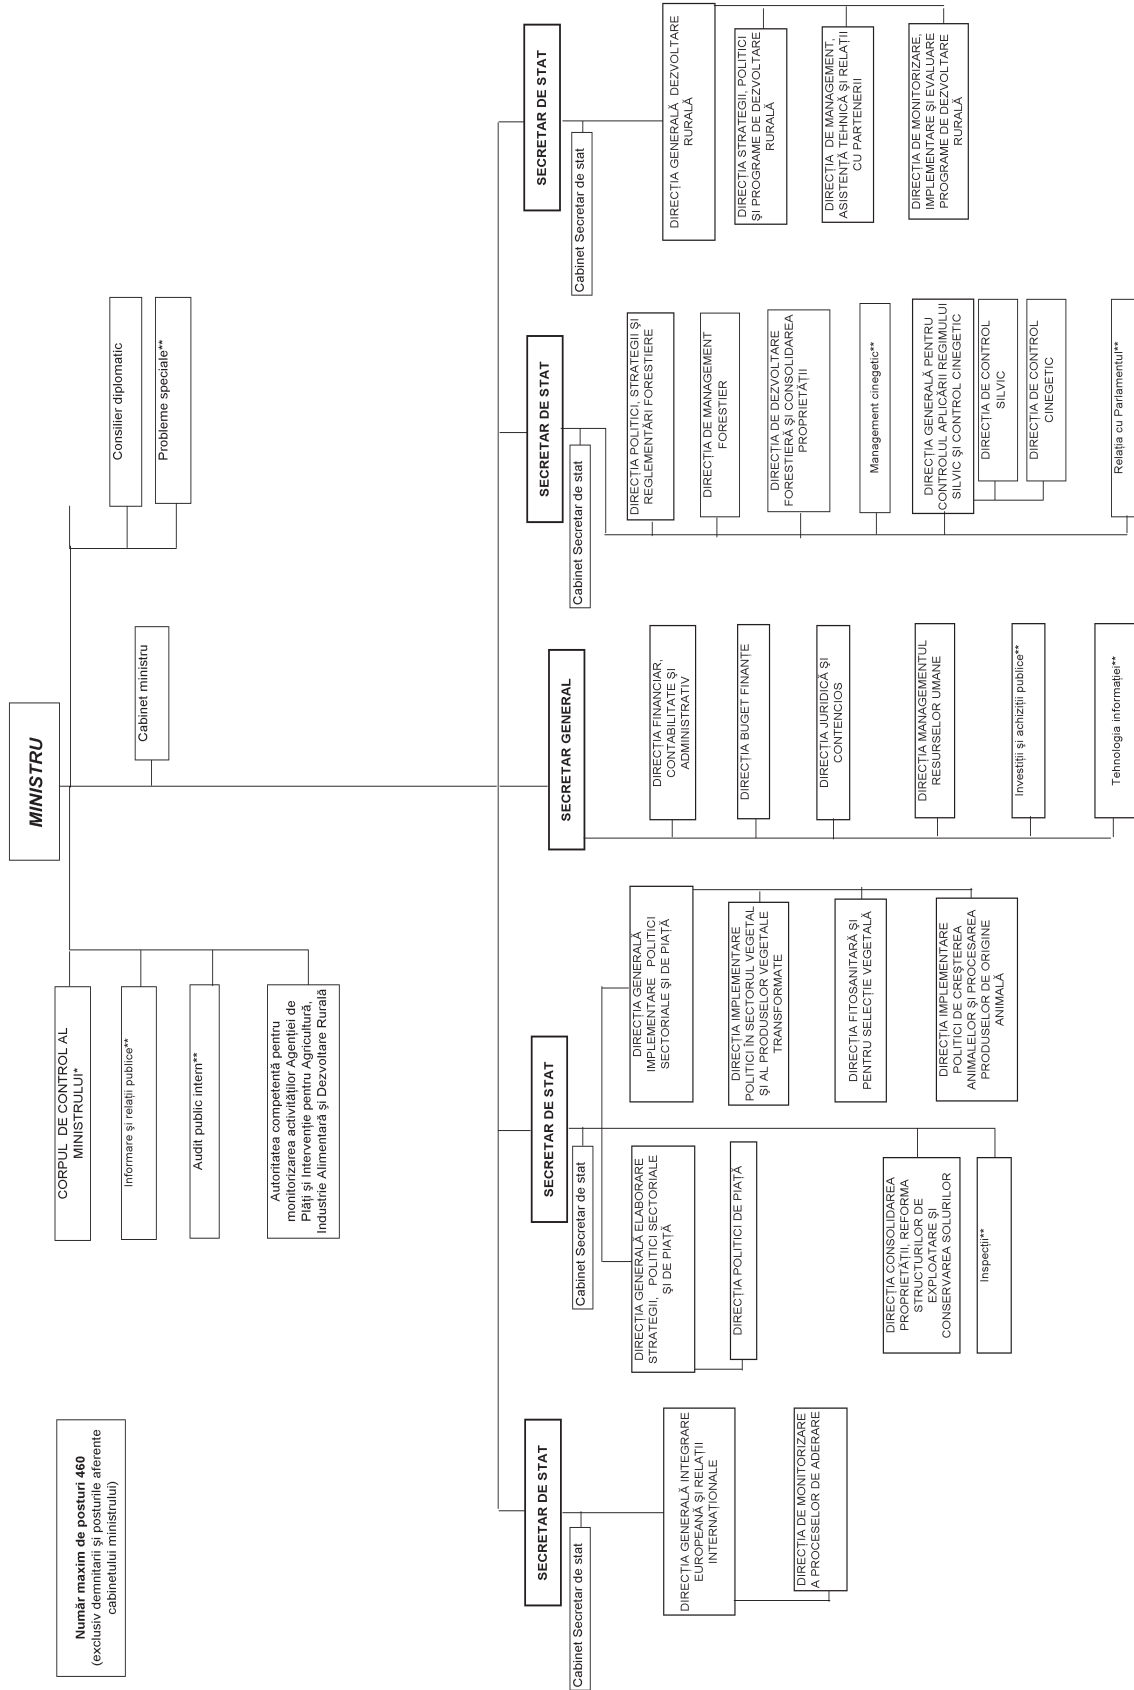 MINISTRU
Număr maxim de posturi 460
(exclusiv demnitarii și posturile aferente
cabinetului ministrului)
CORPUL DE CONTROL AL
MINISTRULUI*
Informare și relații publice**
Audit public intern**
Autoritatea competentă pentru
monitorizarea activităților Agenției de
Plăți și Intervenție pentru Agricultură,
Industrie Alimentară și Dezvoltare Rurală
Cabinet ministru
Consilier diplomatic
Probleme speciale**
SECRETAR DE STAT
Cabinet Secretar de stat
DIRECȚIA GENERALĂ INTEGRARE
EUROPEANĂ ȘI RELAȚII
INTERNAȚIONALE
DIRECȚIA DE MONITORIZARE
A PROCESELOR DE ADERARE
SECRETAR DE STAT
Cabinet Secretar de stat
DIRECȚIA GENERALĂ ELABORARE
STRATEGII, POLITICI SECTORIALE
ȘI DE PIAȚĂ
DIRECȚIA POLITICI DE PIAȚĂ
DIRECȚIA CONSOLIDAREA
PROPRIETĂȚII, REFORMA
STRUCTURILOR DE
EXPLOATARE ȘI
CONSERVAREA SOLURILOR
Inspecții**
DIRECȚIA GENERALĂ
IMPLEMENTARE POLITICI
SECTORIALE ȘI DE PIAȚĂ
DIRECȚIA IMPLEMENTARE
POLITICI ÎN SECTORUL VEGETAL
ȘI AL PRODUSELOR VEGETALE
TRANSFORMATE
DIRECȚIA FITOSANITARĂ ȘI
PENTRU SELECȚIE VEGETALĂ
DIRECȚIA IMPLEMENTARE
POLITICI DE CREȘTEREA
ANIMALELOR ȘI PROCESAREA
PRODUSELOR DE ORIGINE
ANIMALĂ
SECRETAR GENERAL
DIRECȚIA FINANCIAR,
CONTABILITATE ȘI
ADMINISTRATIV
DIRECȚIA BUGET FINANȚE
DIRECȚIA JURIDICĂ ȘI
CONTENCIOS
DIRECȚIA MANAGEMENTUL
RESURSELOR UMANE
Investiții și achiziții publice**
Tehnologia informației**
SECRETAR DE STAT
Cabinet Secretar de stat
DIRECȚIA POLITICI, STRATEGII ȘI
REGLEMENTĂRI FORESTIERE
DIRECȚIA DE MANAGEMENT
FORESTIER
DIRECȚIA DE DEZVOLTARE
FORESTIERĂ ȘI CONSOLIDAREA
PROPRIETĂȚII
Management cinegetic**
DIRECȚIA GENERALĂ PENTRU
CONTROLUL APLICĂRII REGIMULUI
SILVIC ȘI CONTROL CINEGETIC
DIRECȚIA DE CONTROL
SILVIC
DIRECȚIA DE CONTROL
CINEGETIC
Relația cu Parlamentul**
SECRETAR DE STAT
Cabinet Secretar de stat
DIRECȚIA GENERALĂ DEZVOLTARE
RURALĂ
DIRECȚIA STRATEGII, POLITICI
ȘI PROGRAME DE DEZVOLTARE
RURALĂ
DIRECȚIA DE MANAGEMENT,
ASISTENȚĂ TEHNICĂ ȘI RELAȚII
CU PARTENERII
DIRECȚIA DE MONITORIZARE,
IMPLEMENTARE ȘI EVALUARE
PROGRAME DE DEZVOLTARE
RURALĂ